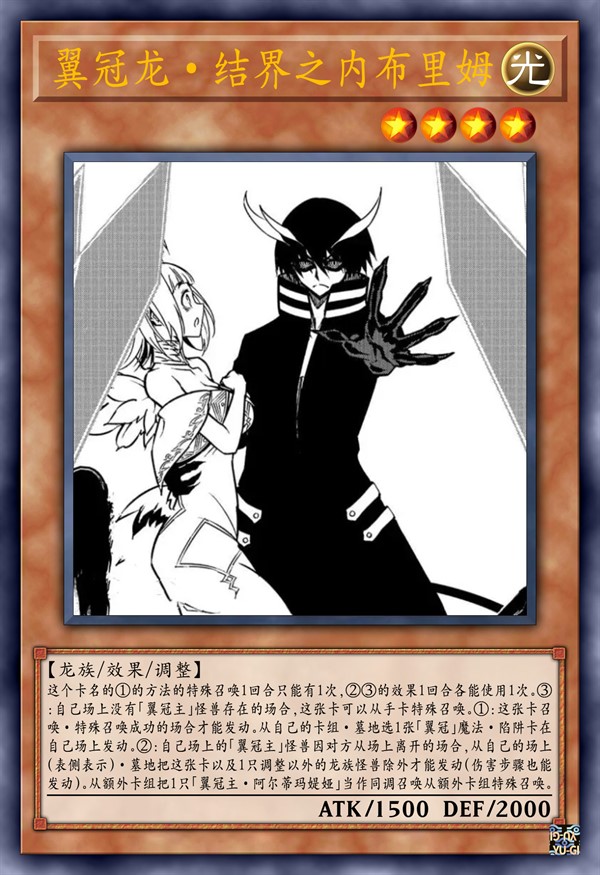 翼冠龙·结界之内布里姆
光
【龙族/效果/调整】
这个卡名的①的方法的特殊召唤1回合只能有1次,②③的效果1回合各能使用1次。③
:自己场上没有「翼冠主」怪兽存在的场合,这张卡可以从手卡特殊召唤。①:这张卡召
唤·特殊召唤成功的场合才能发动。从自己的卡组·墓地选1张「翼冠」魔法·陷阱卡在
自己场上发动。②:自己场上的「翼冠主」怪兽因对方从场上离开的场合,从自己的场上
(表侧表示)·墓地把这张卡以及1只调整以外的龙族怪兽除外才能发动(伤害步骤也能
发动)。从额外卡组把1只「翼冠主·阿尔蒂玛媞娅」当作同调召唤从额外卡组特殊召唤。
ATK/1500 DEF/2000